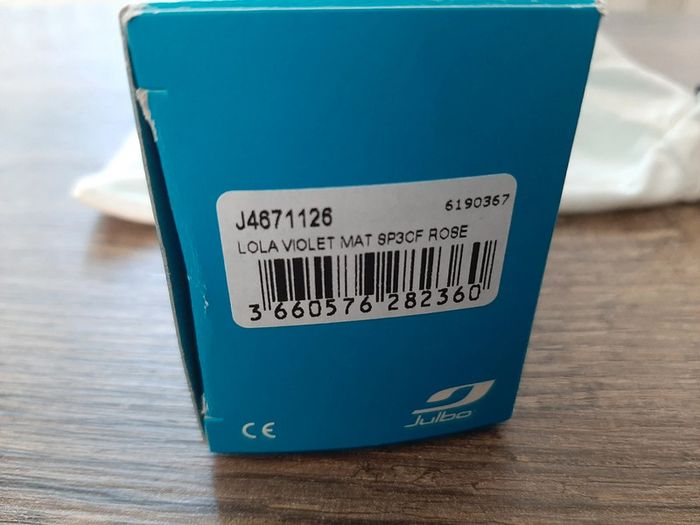 J4671126
6190367
LOLA VIOLET MAT SP3CF ROSE
3 660576 282360
CE
Julbo